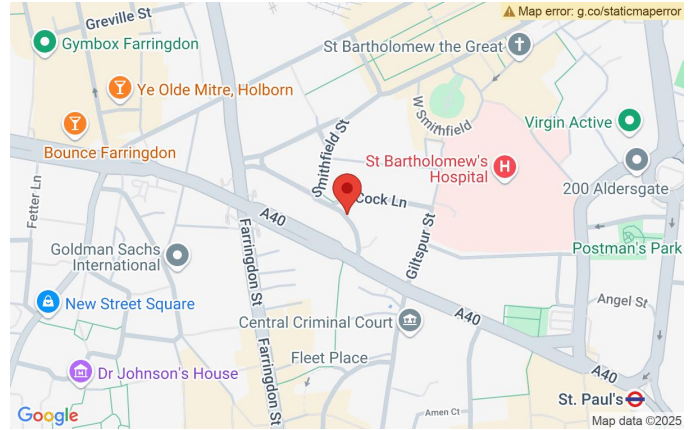 Greville St
Map error: g.co/staticmaperror
Gymbox Farringdon
St Bartholomew the Great
Ye Olde Mitre, Holborn
W Smithfield
Virgin Active
Bounce Farringdon
Smithfield St
St Bartholomew's
Hospital
200 Aldersgate
Fetter Ln
Cock Ln
A40
Farringdon St
Giltspur St
Postman's Park
Goldman Sachs
International
New Street Square
Angel St
Central Criminal Court
A40
Farringdon St
Fleet Place
Dr Johnson's House
A40
St. Paul's
Amen Ct
Google
Map data ©2025